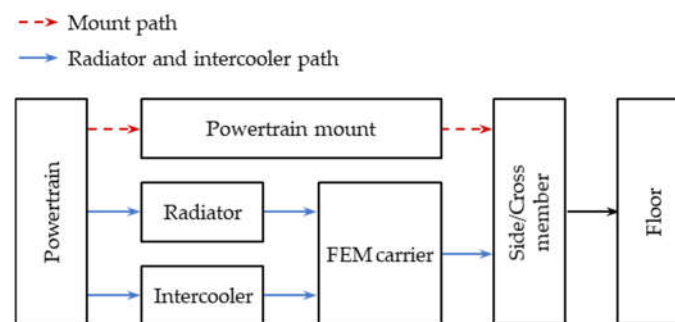 Mount path
Radiator and intercooler path
Powertrain
Powertrain mount
Radiator
Intercooler
FEM carrier
Side/Cross
member
Floor